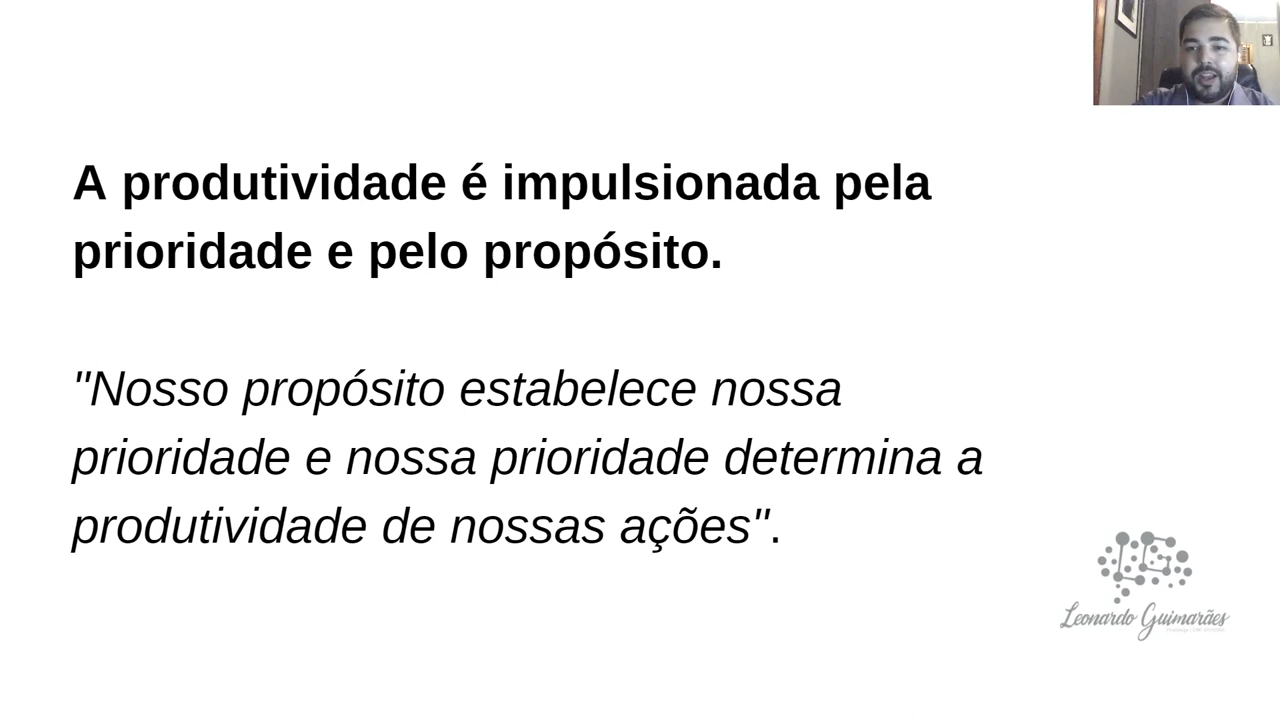 A produtividade é impulsionada pela
prioridade e pelo propósito.
"Nosso propósito estabelece nossa
prioridade e nossa prioridade determina a
produtividade de nossas ações".
Leonardo Guimarães